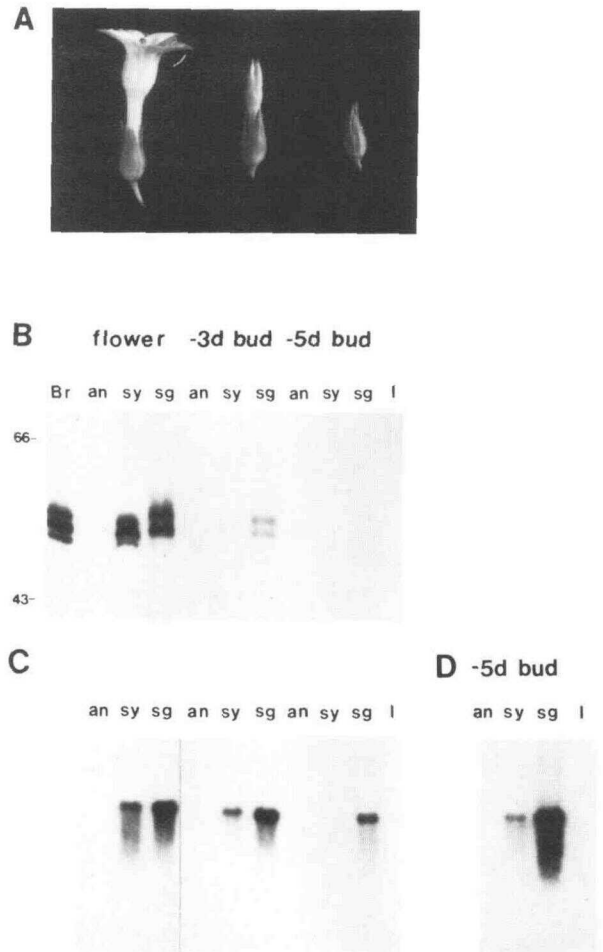 A
B flower -3d bud -5d bud
Br an sy sg an sy sg an sy sg l
66-
43-
C D -5d bud
an sy sg an sy sg an sy sg l an sy sg l